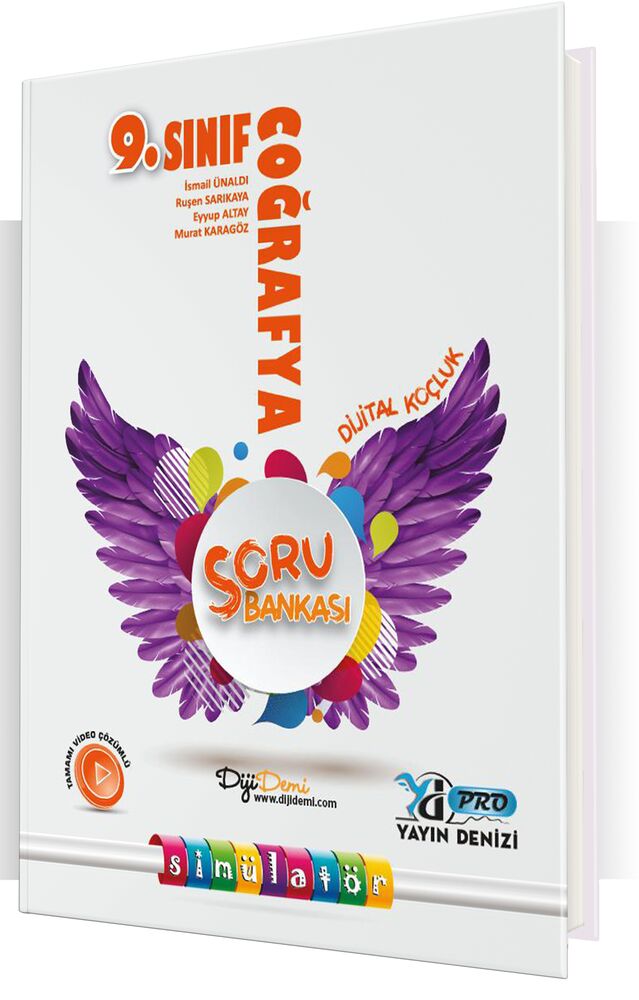 9. SINIF
COĞRAFYA
İsmail ÜNALDI
Ruşen SARIKAYA
Eyyup ALTAY
Murat KARAGÖZ
DİJİTAL KOÇLUK
SORU
BANKASI
TAMAMI VİDEO ÇÖZÜMLÜ
DijiDemi
www.dijidemi.com
YD PRO
YAYIN DENİZİ
simülatör